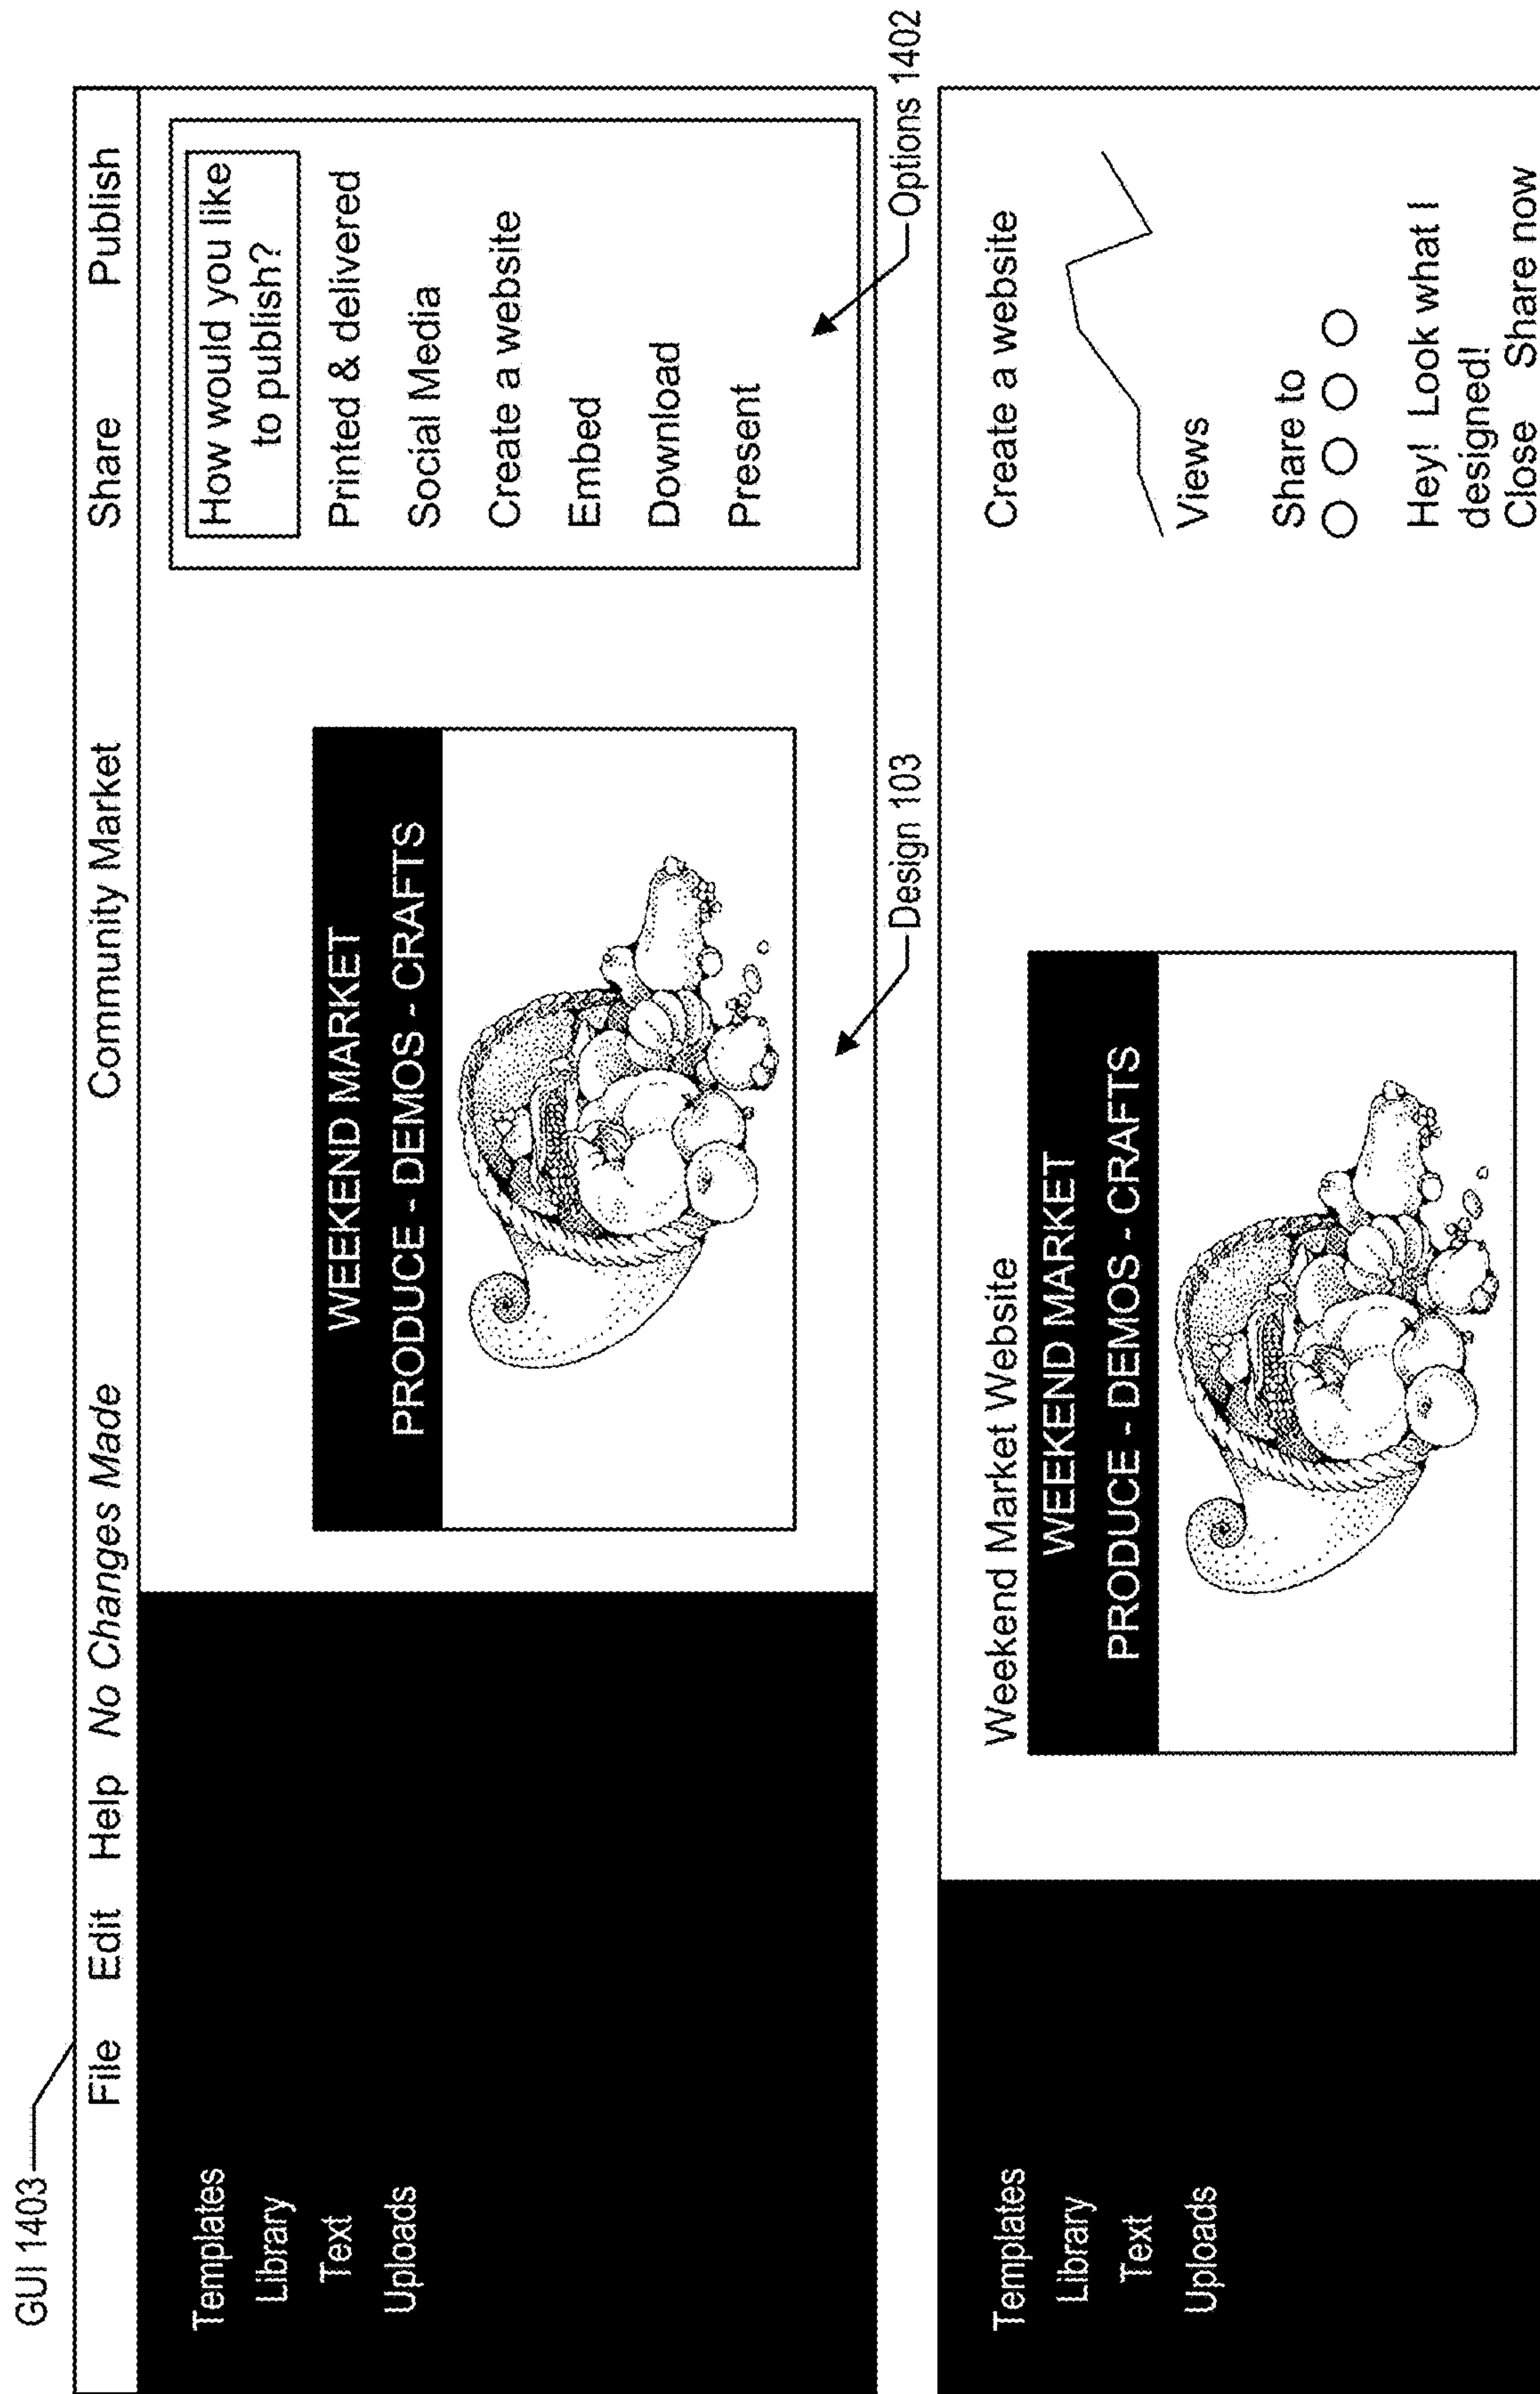 GUI 1403
File Edit Help No Changes Made Community Market Share Publish
Templates
Library
Text
Uploads
WEEKEND MARKET
PRODUCE - DEMOS - CRAFTS
How would you like
to publish?
Printed & delivered
Social Media
Create a website
Embed
Download
Present
Design 103
Options 1402
Templates
Library
Text
Uploads
Weekend Market Website
WEEKEND MARKET
PRODUCE - DEMOS - CRAFTS
Create a website
Views
Share to
Hey! Look what I
designed!
Close Share now